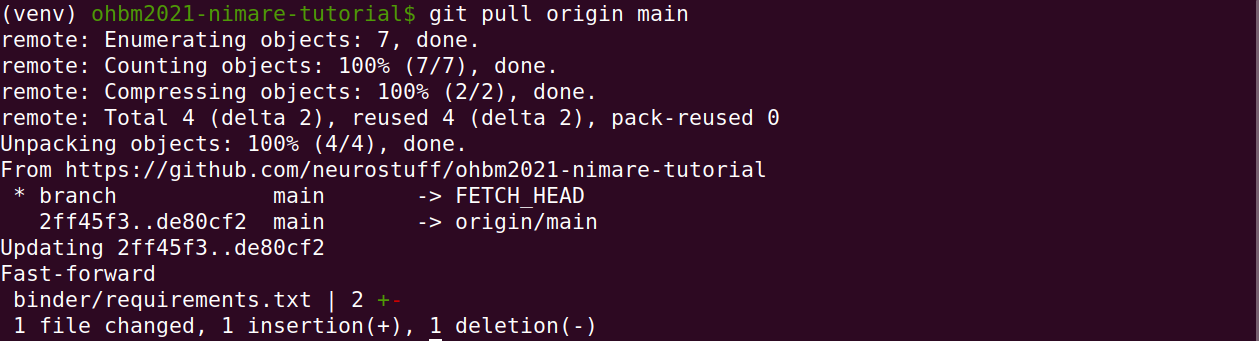 (venv) ohbm2021-nimare-tutorial$ git pull origin main
remote: Enumerating objects: 7, done.
remote: Counting objects: 100% (7/7), done.
remote: Compressing objects: 100% (2/2), done.
remote: Total 4 (delta 2), reused 4 (delta 2), pack-reused 0
Unpacking objects: 100% (4/4), done.
From https://github.com/neurostuff/ohbm2021-nimare-tutorial
 * branch            main       -> FETCH_HEAD
   2ff45f3..de80cf2  main       -> origin/main
Updating 2ff45f3..de80cf2
Fast-forward
 binder/requirements.txt | 2 +-
 1 file changed, 1 insertion(+), 1 deletion(-)